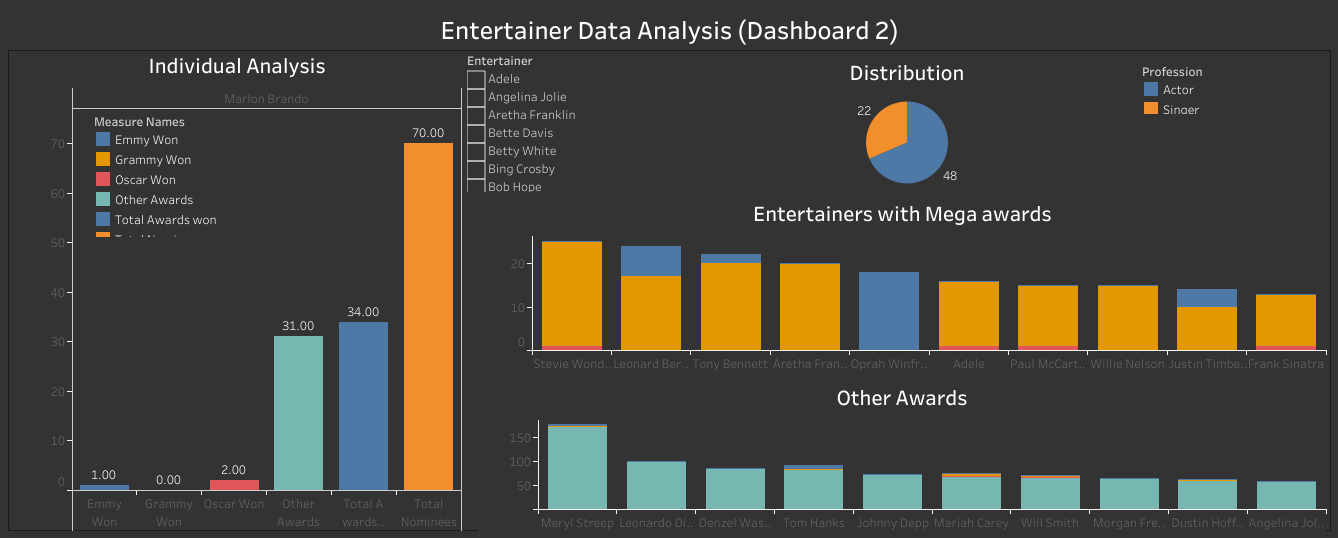 Entertainer Data Analysis (Dashboard 2)
Individual Analysis
Marlon Brando
Measure Names
Emmy Won
Grammy Won
Oscar Won
Other Awards
Total Awards won
70
60
50
40
30
20
10
0
1.00
0.00
2.00
31.00
34.00
70.00
Emmy Won
Grammy Won
Oscar Won
Other Awards
Total A wards..
Total Nominees
Entertainer
Adele
Angelina Jolie
Aretha Franklin
Bette Davis
Betty White
Bing Crosby
Bob Hope
Distribution
22
48
Profession
Actor
Singer
Entertainers with Mega awards
20
10
0
Stevie Wond..
Leonard Ber..
Tony Bennett
Aretha Fran..
Oprah Winfr..
Adele
Paul McCart..
Willie Nelson
Justin Timbe..
Frank Sinatra
Other Awards
150
100
50
Meryl Streep
Leonardo Di..
Denzel Was..
Tom Hanks
Johnny Depp
Mariah Carey
Will Smith
Morgan Fre..
Dustin Hoff..
Angelina Jol..